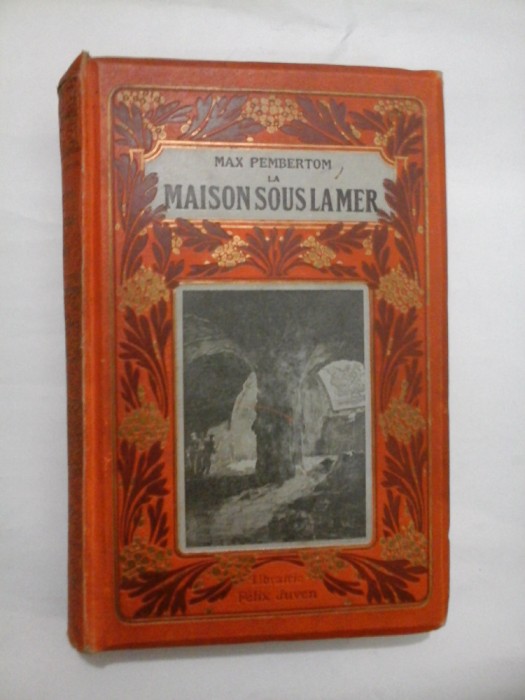 MAX PEMBERTOM
LA
MAISON SOUS LA MER
Librairie
Félix Juven